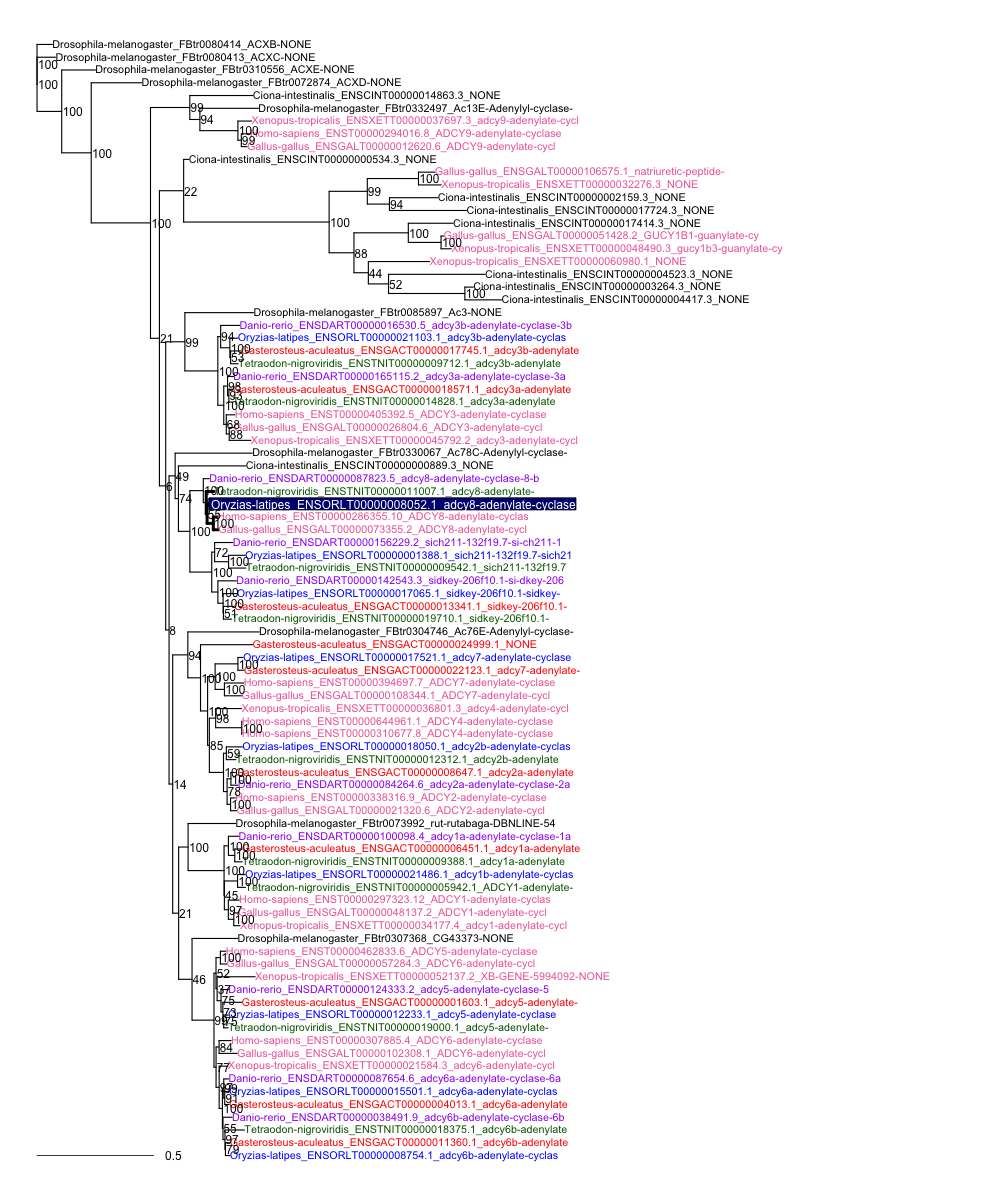 Drosophila-melanogaster_FBtr0080414_ACXB-NONE
Drosophila-melanogaster_FBtr0080413_ACXC-NONE
100
Drosophila-melanogaster_FBtr0310556_ACXE-NONE
100
Drosophila-melanogaster_FBtr0072874_ACXD-NONE
100
Ciona-intestinalis_ENSCINT00000014863.3_NONE
99
Drosophila-melanogaster_FBtr0332497_Ac13E-Adenylyl-cyclase-
94
Xenopus-tropicalis_ENSXETT00000037697.3_adcy9-adenylate-cycl
100
Homo-sapiens_ENST00000294016.8_ADCY9-adenylate-cyclase
99
Gallus-gallus_ENSGALT00000012620.6_ADCY9-adenylate-cycl
100
Ciona-intestinalis_ENSCINT00000000534.3_NONE
Gallus-gallus_ENSGALT00000106575.1_natriuretic-peptide-
100
Xenopus-tropicalis_ENSXETT00000032276.3_NONE
22
99
Ciona-intestinalis_ENSCINT00000002159.3_NONE
94
Ciona-intestinalis_ENSCINT00000017724.3_NONE
100
100
Ciona-intestinalis_ENSCINT00000017414.3_NONE
100
Gallus-gallus_ENSGALT00000051428.2_GUCY1B1-guanylate-cy
100
Xenopus-tropicalis_ENSXETT00000048490.3_gucy1b3-guanylate-cy
88
Xenopus-tropicalis_ENSXETT00000060980.1_NONE
44
Ciona-intestinalis_ENSCINT00000004523.3_NONE
52
Ciona-intestinalis_ENSCINT00000003264.3_NONE
100
Ciona-intestinalis_ENSCINT00000004417.3_NONE
Drosophila-melanogaster_FBtr0085897_Ac3-NONE
Danio-rerio_ENSDART00000016530.5_adcy3b-adenylate-cyclase-3b
21
94
Oryzias-latipes_ENSORLT00000021103.1_adcy3b-adenylate-cyclas
99
100
Gasterosteus-aculeatus_ENSGACT00000017745.1_adcy3b-adenylate
53
Tetraodon-nigroviridis_ENSTNIT00000009712.1_adcy3b-adenylate
100
Danio-rerio_ENSDART00000165115.2_adcy3a-adenylate-cyclase-3a
98
Gasterosteus-aculeatus_ENSGACT00000018571.1_adcy3a-adenylate
93
Tetraodon-nigroviridis_ENSTNIT00000014828.1_adcy3a-adenylate
100
Homo-sapiens_ENST00000405392.5_ADCY3-adenylate-cyclase
68
Gallus-gallus_ENSGALT00000026804.6_ADCY3-adenylate-cycl
88
Xenopus-tropicalis_ENSXETT00000045792.2_adcy3-adenylate-cycl
Drosophila-melanogaster_FBtr0330067_Ac78C-Adenylyl-cyclase-
Ciona-intestinalis_ENSCINT00000000889.3_NONE
49
Danio-rerio_ENSDART00000087823.5_adcy8-adenylate-cyclase-8-b
6
100
Tetraodon-nigroviridis_ENSTNIT00000011007.1_adcy8-adenylate-
74
Oryzias-latipes_ENSORLT00000008052.1_adcy8-adenylate-cyclase
Homo-sapiens_ENST00000286355.10_ADCY8-adenylate-cyclas
100
Gallus-gallus_ENSGALT00000073355.2_ADCY8-adenylate-cycl
100
Danio-rerio_ENSDART00000156229.2_sich211-132f19.7-si-ch211-1
72
Oryzias-latipes_ENSORLT00000001388.1_sich211-132f19.7-sich21
100
Tetraodon-nigroviridis_ENSTNIT00000009542.1_sich211-132f19.7
100
Danio-rerio_ENSDART00000142543.3_sidkey-206f10.1-si-dkey-206
100
Oryzias-latipes_ENSORLT00000017065.1_sidkey-206f10.1-sidkey-
100
Gasterosteus-aculeatus_ENSGACT00000013341.1_sidkey-206f10.1-
51
Tetraodon-nigroviridis_ENSTNIT00000019710.1_sidkey-206f10.1-
8
Drosophila-melanogaster_FBtr0304746_Ac76E-Adenylyl-cyclase-
Gasterosteus-aculeatus_ENSGACT00000024999.1_NONE
94
Oryzias-latipes_ENSORLT00000017521.1_adcy7-adenylate-cyclase
100
Gasterosteus-aculeatus_ENSGACT00000022123.1_adcy7-adenylate-
100
100
Homo-sapiens_ENST00000394697.7_ADCY7-adenylate-cyclase
100
Gallus-gallus_ENSGALT00000108344.1_ADCY7-adenylate-cycl
Xenopus-tropicalis_ENSXETT00000036801.3_adcy4-adenylate-cycl
100
98
Homo-sapiens_ENST00000644961.1_ADCY4-adenylate-cyclase
100
Homo-sapiens_ENST00000310677.8_ADCY4-adenylate-cyclase
85
Oryzias-latipes_ENSORLT00000018050.1_adcy2b-adenylate-cyclas
59
Tetraodon-nigroviridis_ENSTNIT00000012312.1_adcy2b-adenylate
100
Gasterosteus-aculeatus_ENSGACT00000008647.1_adcy2a-adenylate
100
Danio-rerio_ENSDART00000084264.6_adcy2a-adenylate-cyclase-2a
14
78
Homo-sapiens_ENST00000338316.9_ADCY2-adenylate-cyclase
100
Gallus-gallus_ENSGALT00000021320.6_ADCY2-adenylate-cycl
Drosophila-melanogaster_FBtr0073992_rut-rutabaga-DBNLINE-54
Danio-rerio_ENSDART00000100098.4_adcy1a-adenylate-cyclase-1a
100
100
Gasterosteus-aculeatus_ENSGACT00000006451.1_adcy1a-adenylate
100
Tetraodon-nigroviridis_ENSTNIT00000009388.1_adcy1a-adenylate
100
Oryzias-latipes_ENSORLT00000021486.1_adcy1b-adenylate-cyclas
100
Tetraodon-nigroviridis_ENSTNIT00000005942.1_ADCY1-adenylate-
45
Homo-sapiens_ENST00000297323.12_ADCY1-adenylate-cyclas
97
Gallus-gallus_ENSGALT00000048137.2_ADCY1-adenylate-cycl
21
100
Xenopus-tropicalis_ENSXETT00000034177.4_adcy1-adenylate-cycl
Drosophila-melanogaster_FBtr0307368_CG43373-NONE
Homo-sapiens_ENST00000462833.6_ADCY5-adenylate-cyclase
100
Gallus-gallus_ENSGALT00000057284.3_ADCY6-adenylate-cycl
52
Xenopus-tropicalis_ENSXETT00000052137.2_XB-GENE-5994092-NONE
46
37
Danio-rerio_ENSDART00000124333.2_adcy5-adenylate-cyclase-5
75
Gasterosteus-aculeatus_ENSGACT00000001603.1_adcy5-adenylate-
73
Oryzias-latipes_ENSORLT00000012233.1_adcy5-adenylate-cyclase
Tetraodon-nigroviridis_ENSTNIT00000019000.1_adcy5-adenylate-
Homo-sapiens_ENST00000307885.4_ADCY6-adenylate-cyclase
84
Gallus-gallus_ENSGALT00000102308.1_ADCY6-adenylate-cycl
77
Xenopus-tropicalis_ENSXETT00000021584.3_adcy6-adenylate-cycl
Danio-rerio_ENSDART00000087654.6_adcy6a-adenylate-cyclase-6a
Oryzias-latipes_ENSORLT00000015501.1_adcy6a-adenylate-cyclas
91
Gasterosteus-aculeatus_ENSGACT00000004013.1_adcy6a-adenylate
100
Danio-rerio_ENSDART00000038491.9_adcy6b-adenylate-cyclase-6b
55
Tetraodon-nigroviridis_ENSTNIT00000018375.1_adcy6b-adenylate
97
Gasterosteus-aculeatus_ENSGACT00000011360.1_adcy6b-adenylate
79
Oryzias-latipes_ENSORLT00000008754.1_adcy6b-adenylate-cyclas
0.5